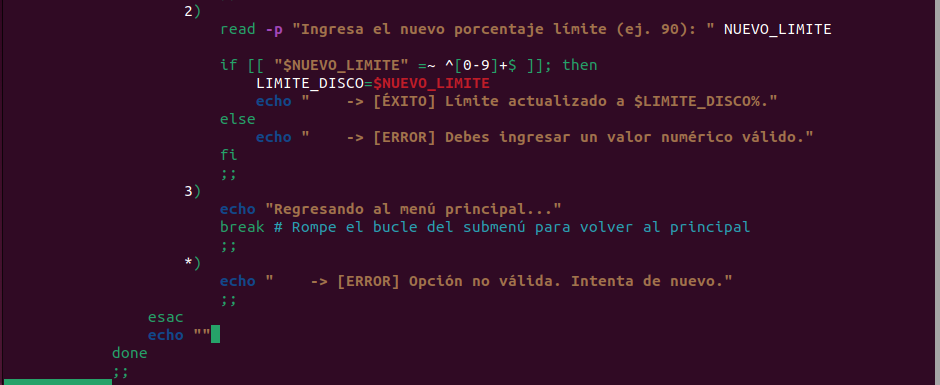 2)
read -p "Ingresa el nuevo porcentaje límite (ej. 90): " NUEVO_LIMITE
if [[ "$NUEVO_LIMITE" =~ ^[0-9]+$ ]]; then
LIMITE_DISCO=$NUEVO_LIMITE
echo "    -> [ÉXITO] Límite actualizado a $LIMITE_DISCO%."
else
echo "    -> [ERROR] Debes ingresar un valor numérico válido."
fi
;;
3)
echo "Regresando al menú principal..."
break # Rompe el bucle del submenú para volver al principal
;;
*)
echo "    -> [ERROR] Opción no válida. Intenta de nuevo."
;;
esac
echo ""
done
;;